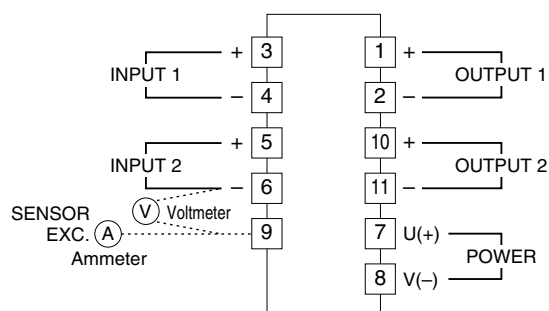 + 3 1 +
INPUT 1 OUTPUT 1
– 4 2 –
+ 5 10 +
INPUT 2 OUTPUT 2
– 6 11 –
V Voltmeter
SENSOR
EXC. A 9 7 U(+)
Ammeter POWER
8 V(–)